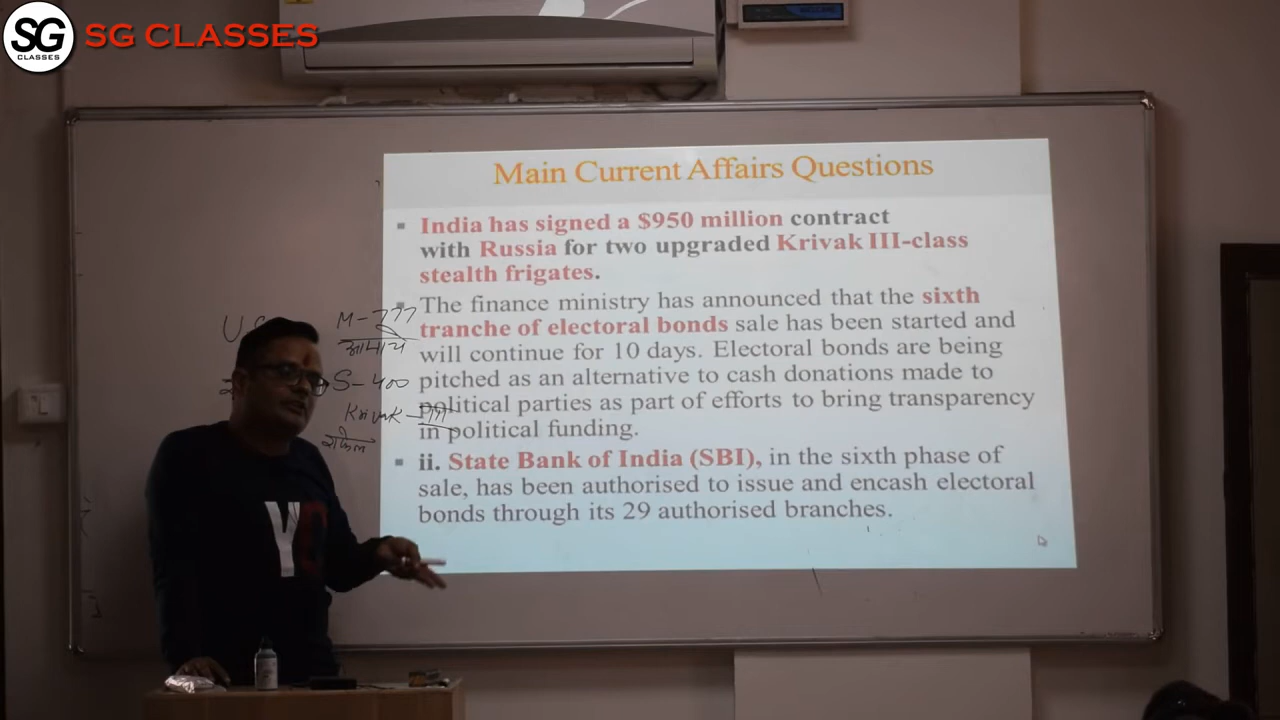 SG
CLASSES
SG CLASSES
Main Current Affairs Questions
India has signed a $950 million contract
with Russia for two upgraded Krivak III-class
stealth frigates.
The finance ministry has announced that the sixth
tranche of electoral bonds sale has been started and
will continue for 10 days. Electoral bonds are being
pitched as an alternative to cash donations made to
political parties as part of efforts to bring transparency
in political funding.
ii. State Bank of India (SBI), in the sixth phase of
sale, has been authorised to issue and encash electoral
bonds through its 29 authorised branches.
M-777
S-400
Krivak-III